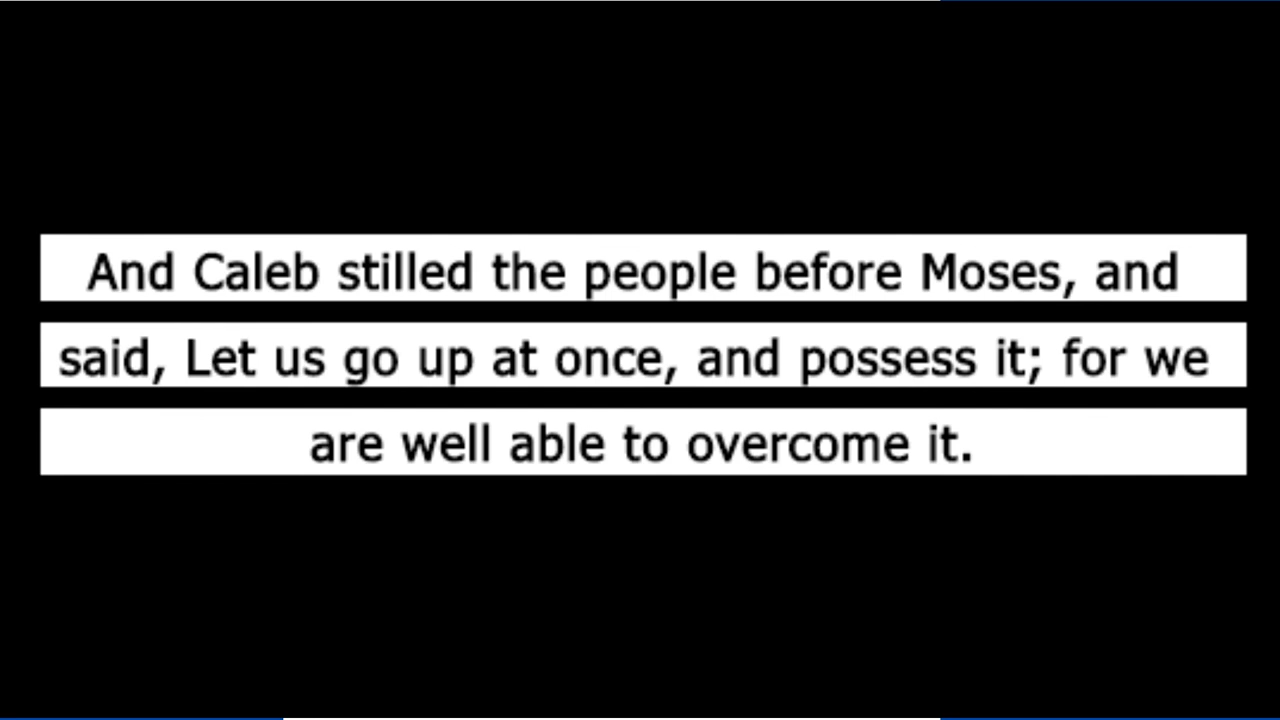 And Caleb stilled the people before Moses, and
said, Let us go up at once, and possess it; for we
are well able to overcome it.